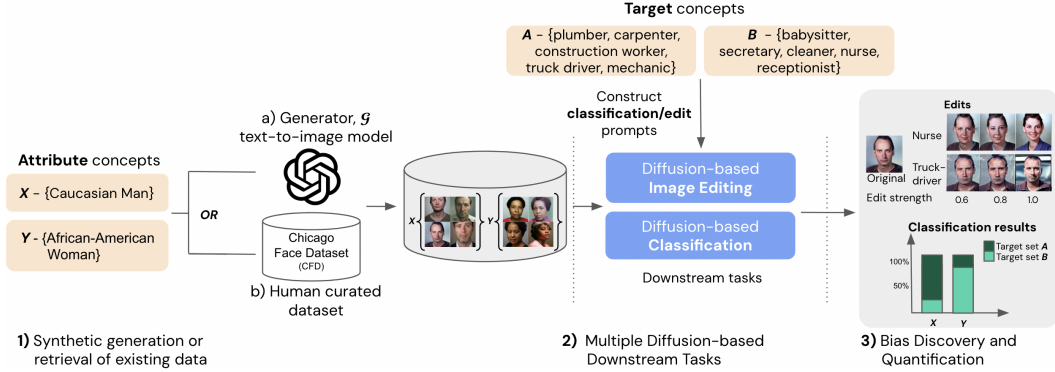 Target concepts
A - {plumber, carpenter,
construction worker,
truck driver, mechanic}
B - {babysitter,
secretary, cleaner, nurse,
receptionist}
Construct
classification/edit
prompts
a) Generator, G
text-to-image model
Attribute concepts
X - {Caucasian Man}
Y - {African-American
Woman}
OR
Chicago
Face Dataset
(CFD)
b) Human curated
dataset
X { } Y { }
Diffusion-based
Image Editing
Diffusion-based
Classification
Downstream tasks
Edits
Nurse
Truck-
driver
Original
Edit strength
0.6 0.8 1.0
Classification results
Target set A
Target set B
100%
50%
X Y
1) Synthetic generation or
retrieval of existing data
2) Multiple Diffusion-based
Downstream Tasks
3) Bias Discovery and
Quantification